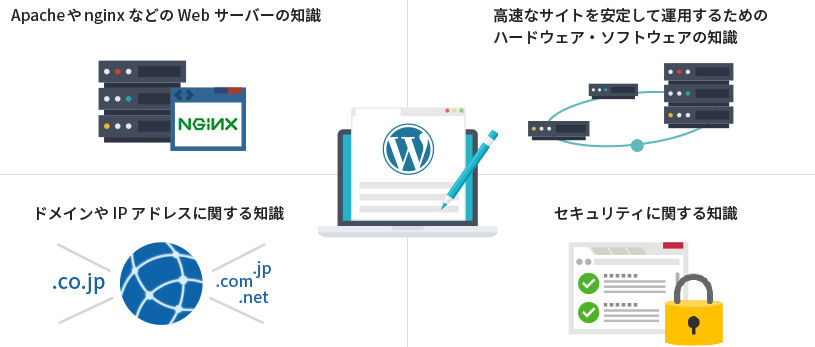 Apacheやnginx などの Web サーバーの知識
高速なサイトを安定して運用するための
ハードウェア・ソフトウェアの知識
NGiNX
W
ドメインや IP アドレスに関する知識
セキュリティに関する知識
.co.jp
.jp
.com
.net